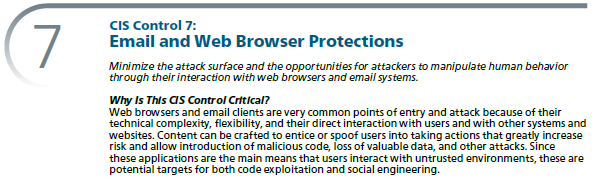 7
CIS Control 7:
Email and Web Browser Protections
Minimize the attack surface and the opportunities for attackers to manipulate human behavior
through their interaction with web browsers and email systems.
Why Is This CIS Control Critical?
Web browsers and email clients are very common points of entry and attack because of their
technical complexity, flexibility, and their direct interaction with users and with other systems and
websites. Content can be crafted to entice or spoof users into taking actions that greatly increase
risk and allow introduction of malicious code, loss of valuable data, and other attacks. Since
these applications are the main means that users interact with untrusted environments, these are
potential targets for both code exploitation and social engineering.